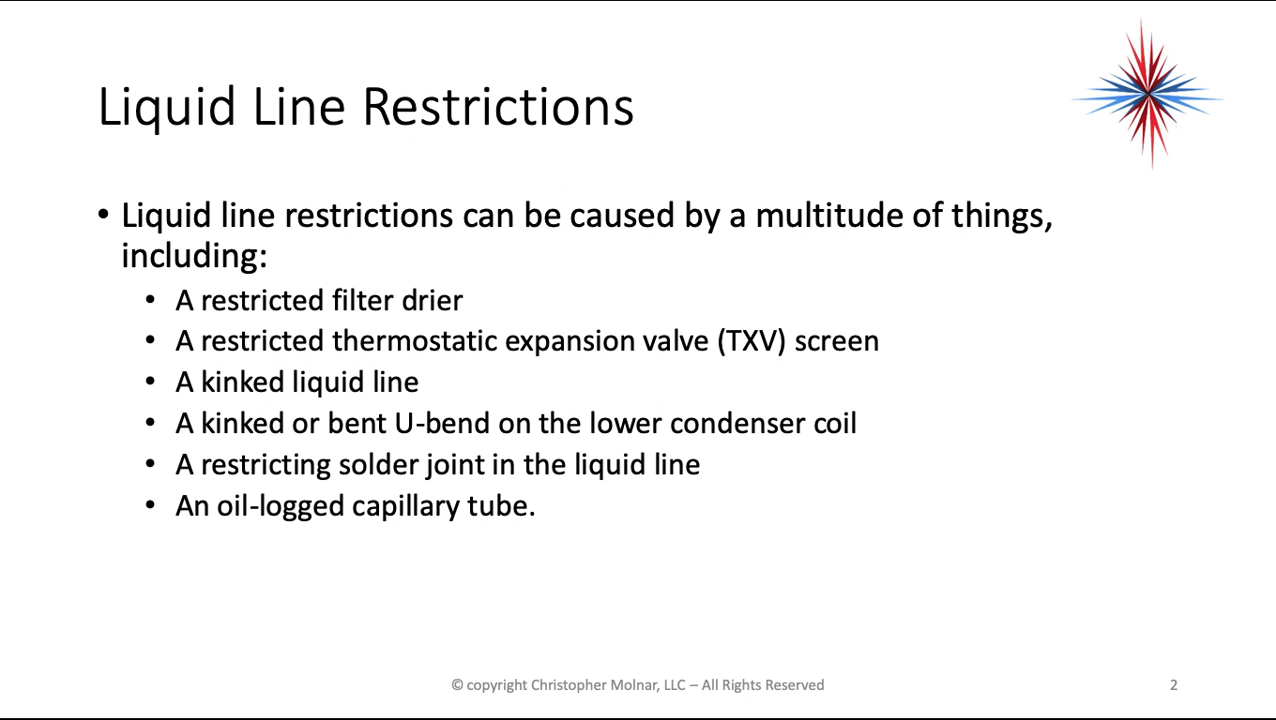 Liquid Line Restrictions
• Liquid line restrictions can be caused by a multitude of things,
including:
• A restricted filter drier
• A restricted thermostatic expansion valve (TXV) screen
• A kinked liquid line
• A kinked or bent U-bend on the lower condenser coil
• A restricting solder joint in the liquid line
• An oil-logged capillary tube.
© copyright Christopher Molnar, LLC – All Rights Reserved
2